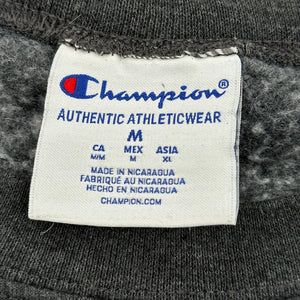 Champion®
AUTHENTIC ATHLETICWEAR
M
CA MEX ASIA
M/M M XL
MADE IN NICARAGUA
FABRIQUÉ AU NICARAGUA
HECHO EN NICARAGUA
CHAMPION.COM